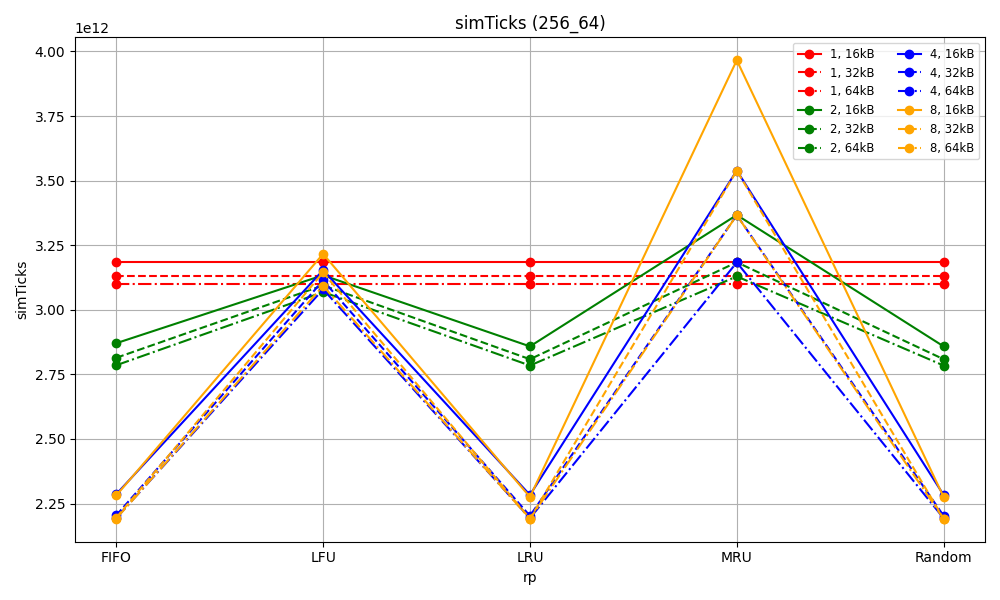 simTicks (256_64)
1e12
4.00
3.75
3.50
3.25
3.00
2.75
2.50
2.25
simTicks
1, 16kB
1, 32kB
1, 64kB
2, 16kB
2, 32kB
2, 64kB
4, 16kB
4, 32kB
4, 64kB
8, 16kB
8, 32kB
8, 64kB
FIFO LFU LRU MRU Random
rp